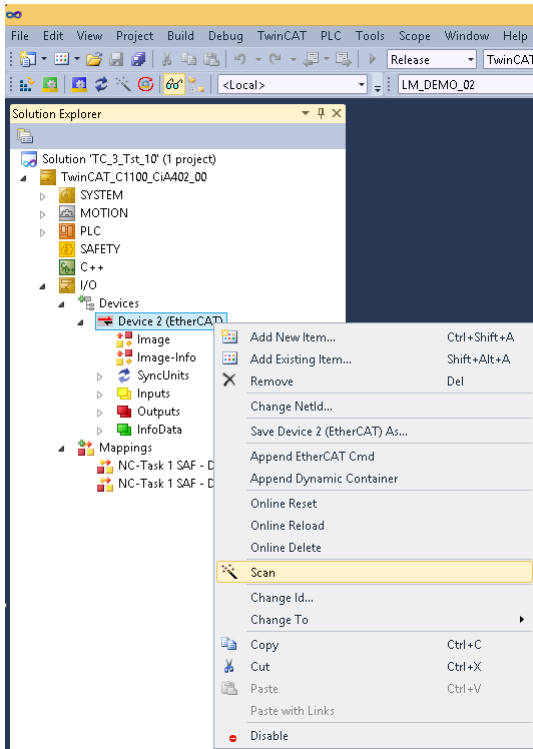 File Edit View Project Build Debug TwinCAT PLC Tools Scope Window Help
Release TwinCAT
<Local> LM_DEMO_02
Solution Explorer
Solution 'TC_3_Tst_10' (1 project)
TwinCAT_C1100_CiA402_00
SYSTEM
MOTION
PLC
SAFETY
C++
I/O
Devices
Device 2 (EtherCAT)
Image
Image-Info
SyncUnits
Inputs
Outputs
InfoData
Mappings
NC-Task 1 SAF - D
NC-Task 1 SAF - D
Add New Item... Ctrl+Shift+A
Add Existing Item... Shift+Alt+A
Remove Del
Change NetId...
Save Device 2 (EtherCAT) As...
Append EtherCAT Cmd
Append Dynamic Container
Online Reset
Online Reload
Online Delete
Scan
Change Id...
Change To
Copy Ctrl+C
Cut Ctrl+X
Paste Ctrl+V
Paste with Links
Disable